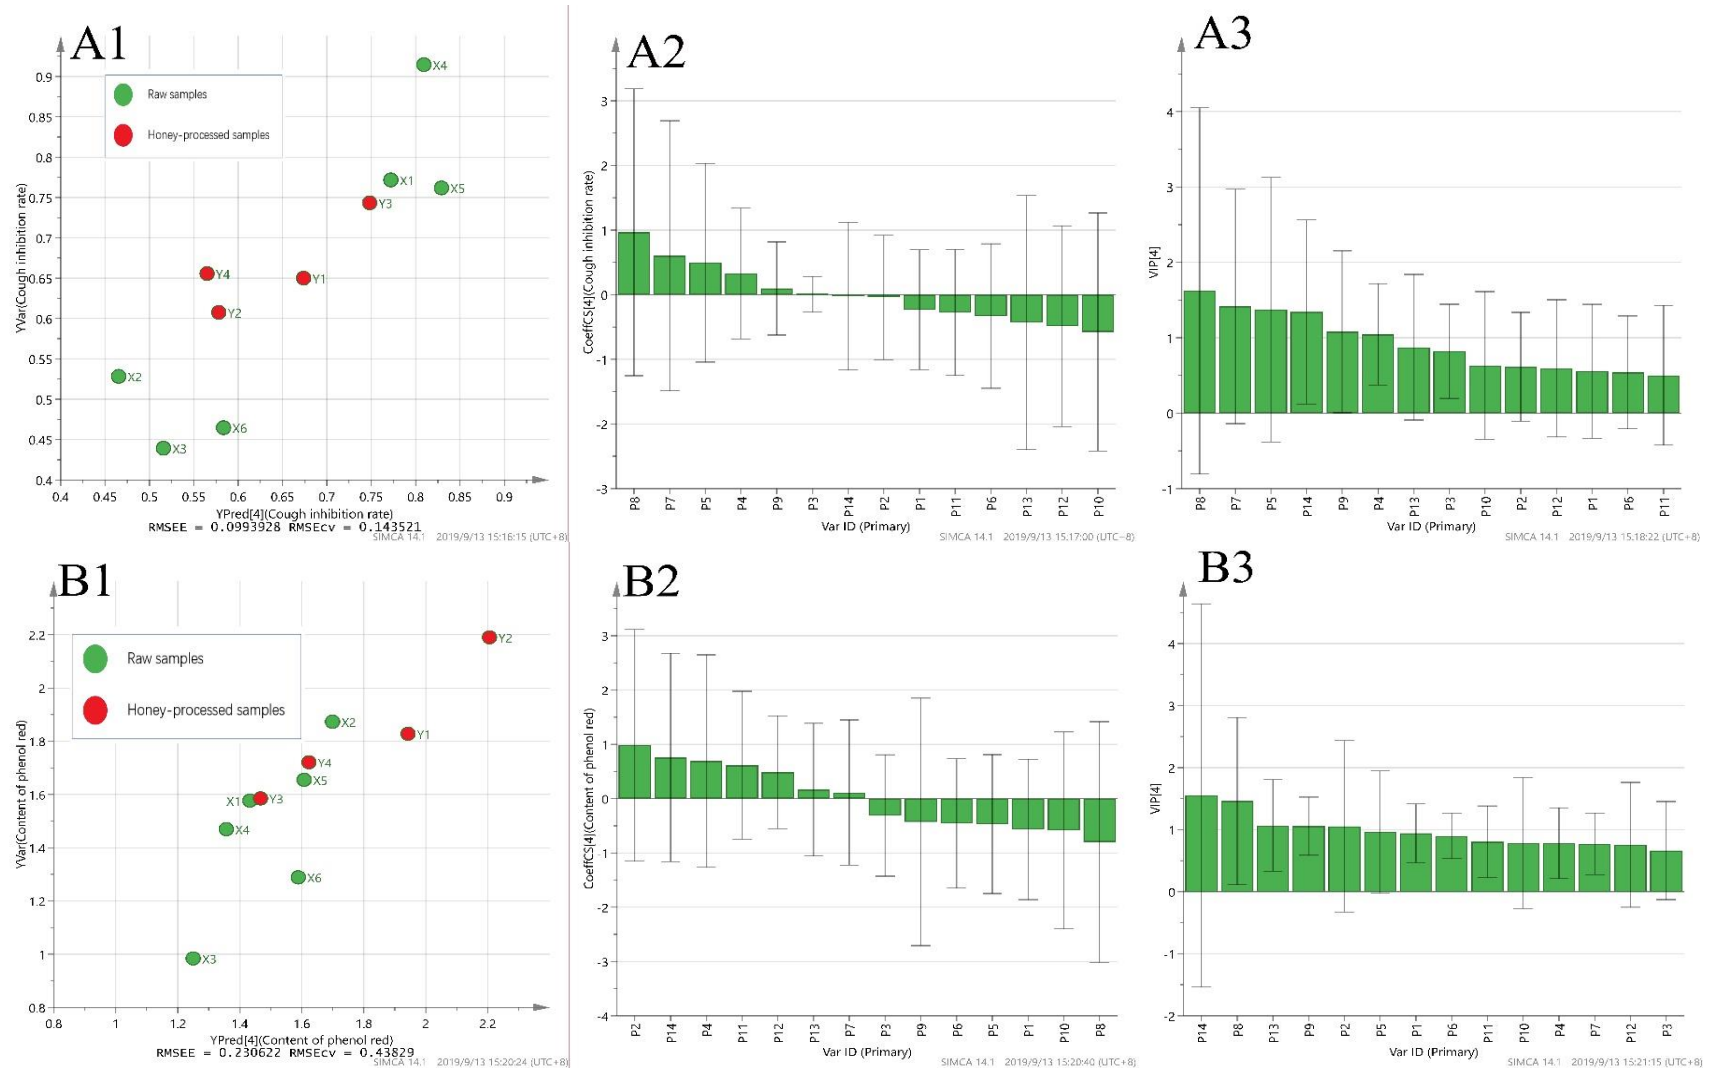 A1
YVar(Cough inhibition rate)
Raw samples
Honey-processed samples
0.9
0.85
0.8
0.75
0.7
0.65
0.6
0.55
0.5
0.45
0.4
X4
X1
X5
Y3
Y4
Y1
Y2
X2
X6
X3
0.4 0.45 0.5 0.55 0.6 0.65 0.7 0.75 0.8 0.85 0.9
YPred[4](Cough inhibition rate)
RMSEE = 0.0993928 RMSEcv = 0.143521
SIMCA 14.1 2019/9/13 15:16:15 (UTC+8)
A2
CoeffCS[4](Cough inhibition rate)
3
2
1
0
-1
-2
-3
P8 P7 P5 P4 P9 P3 P14 P2 P1 P11 P6 P13 P12 P10
Var ID (Primary)
SIMCA 14.1 2019/9/13 15:17:00 (UTC+8)
A3
VIP[4]
4
3
2
1
0
-1
P8 P7 P5 P14 P9 P4 P13 P3 P10 P2 P12 P1 P6 P11
Var ID (Primary)
SIMCA 14.1 2019/9/13 15:18:22 (UTC+8)
B1
YVar(Content of phenol red)
Raw samples
Honey-processed samples
2.2
2
1.8
1.6
1.4
1.2
1
0.8
Y2
X2
Y1
Y4
X5
X1
Y3
X4
X6
X3
0.8 1 1.2 1.4 1.6 1.8 2 2.2
YPred[4](Content of phenol red)
RMSEE = 0.230622 RMSEcv = 0.43829
SIMCA 14.1 2019/9/13 15:20:24 (UTC+8)
B2
CoeffCS[4](Content of phenol red)
3
2
1
0
-1
-2
-3
-4
P2 P14 P4 P11 P12 P13 P7 P3 P9 P6 P5 P1 P10 P8
Var ID (Primary)
SIMCA 14.1 2019/9/13 15:20:40 (UTC+8)
B3
VIP[4]
4
3
2
1
0
-1
-2
P14 P8 P13 P9 P2 P5 P1 P6 P11 P10 P4 P7 P12 P3
Var ID (Primary)
SIMCA 14.1 2019/9/13 15:21:15 (UTC+8)